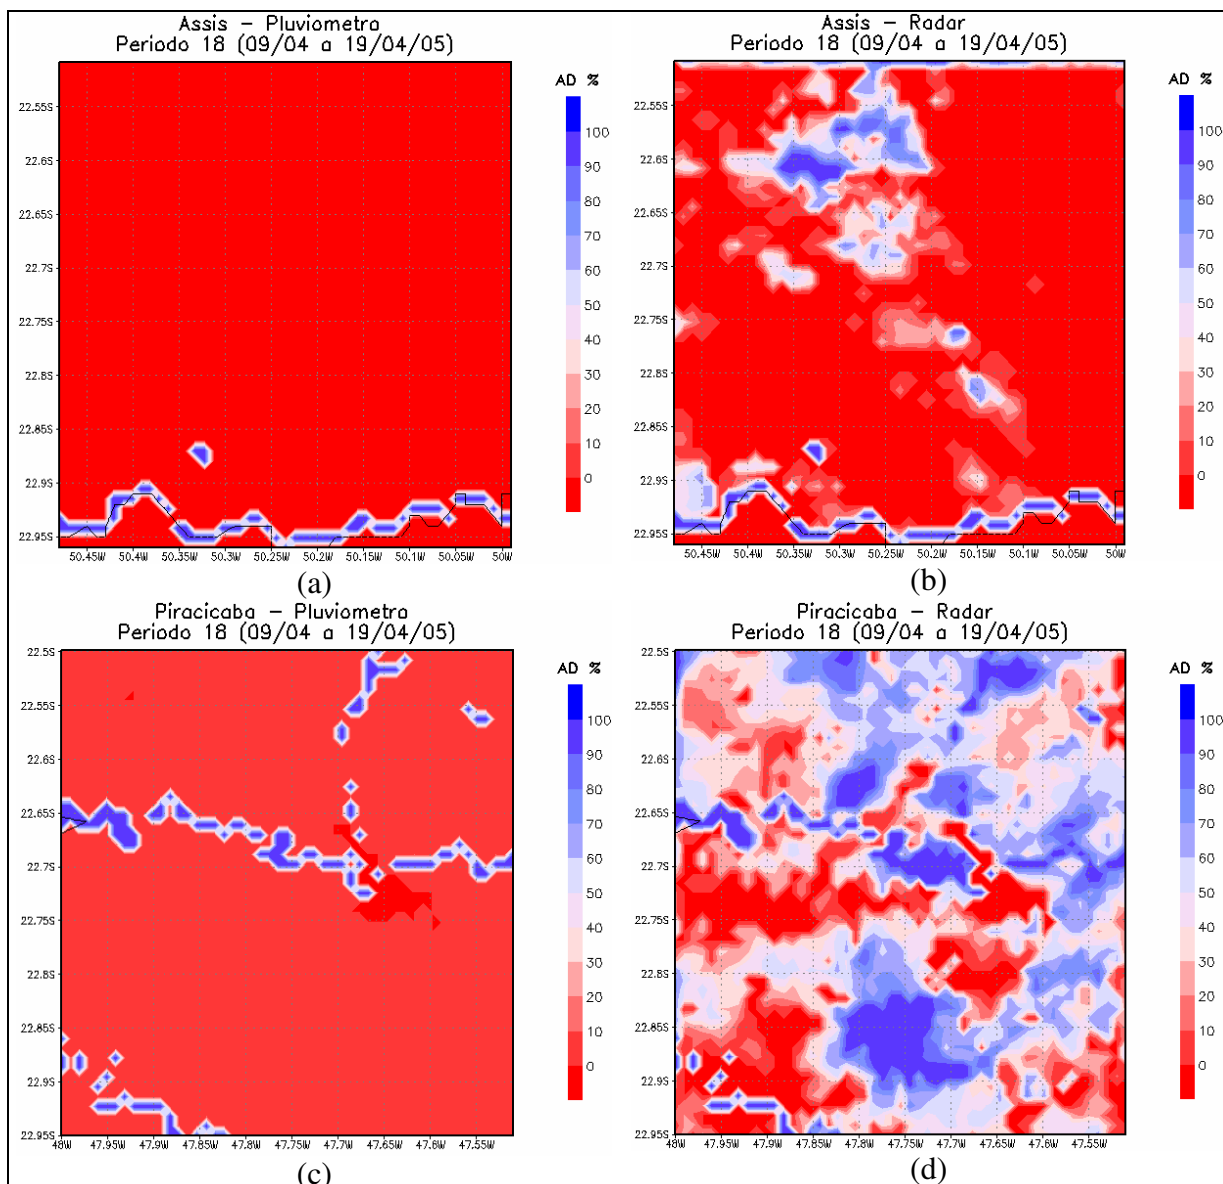 Assis – Pluviometro
Periodo 18 (09/04 a 19/04/05)
AD %
100
90
80
70
60
50
40
30
20
10
0
22.55S
22.6S
22.65S
22.7S
22.75S
22.8S
22.85S
22.9S
22.95S
50.45W 50.4W 50.35W 50.3W 50.25W 50.2W 50.15W 50.1W 50.05W 50W
(a)
Assis – Radar
Periodo 18 (09/04 a 19/04/05)
AD %
100
90
80
70
60
50
40
30
20
10
0
22.55S
22.6S
22.65S
22.7S
22.75S
22.8S
22.85S
22.9S
22.95S
50.45W 50.4W 50.35W 50.3W 50.25W 50.2W 50.15W 50.1W 50.05W 50W
(b)
Piracicaba – Pluviometro
Periodo 18 (09/04 a 19/04/05)
AD %
100
90
80
70
60
50
40
30
20
10
0
22.5S
22.55S
22.6S
22.65S
22.7S
22.75S
22.8S
22.85S
22.9S
22.95S
48W 47.95W 47.9W 47.85W 47.8W 47.75W 47.7W 47.65W 47.6W 47.55W
(c)
Piracicaba – Radar
Periodo 18 (09/04 a 19/04/05)
AD %
100
90
80
70
60
50
40
30
20
10
0
22.5S
22.55S
22.6S
22.65S
22.7S
22.75S
22.8S
22.85S
22.9S
22.95S
48W 47.95W 47.9W 47.85W 47.8W 47.75W 47.7W 47.65W 47.6W 47.55W
(d)